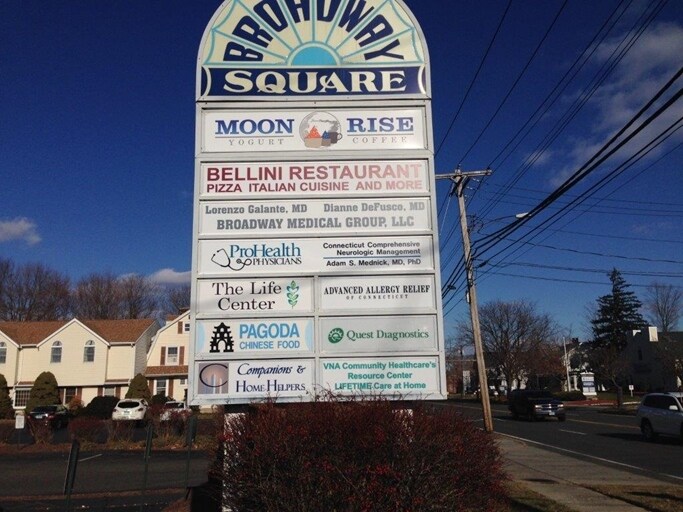 BROADWAY
SQUARE
MOON RISE
YOGURT COFFEE
BELLINI RESTAURANT
PIZZA ITALIAN CUISINE AND MORE
Lorenzo Galante, MD Dianne DeFusco, MD
BROADWAY MEDICAL GROUP, LLC
ProHealth
PHYSICIANS
Connecticut Comprehensive
Neurologic Management
Adam S. Mednick, MD, PhD
The Life
Center
ADVANCED ALLERGY RELIEF
OF CONNECTICUT
PAGODA
CHINESE FOOD
Quest Diagnostics
Companions &
HOME HELPERS
VNA Community Healthcare's
Resource Center
LIFETIME Care at Home